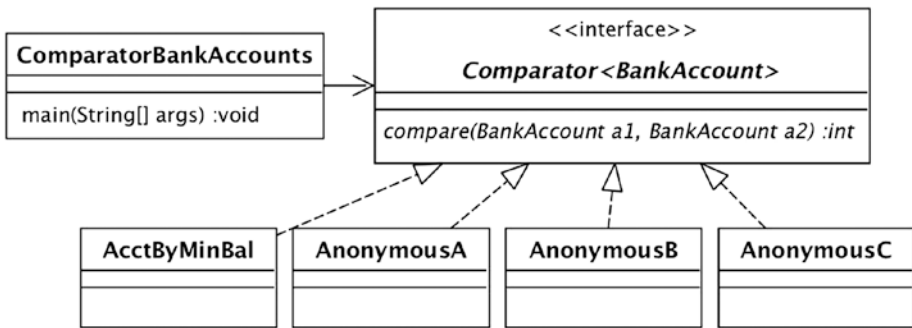 <<interface>>
ComparatorBankAccounts
Comparator<BankAccount>
main(String[] args) :void
compare(BankAccount a1, BankAccount a2) :int
AcctByMinBal
AnonymousA
AnonymousB
AnonymousC